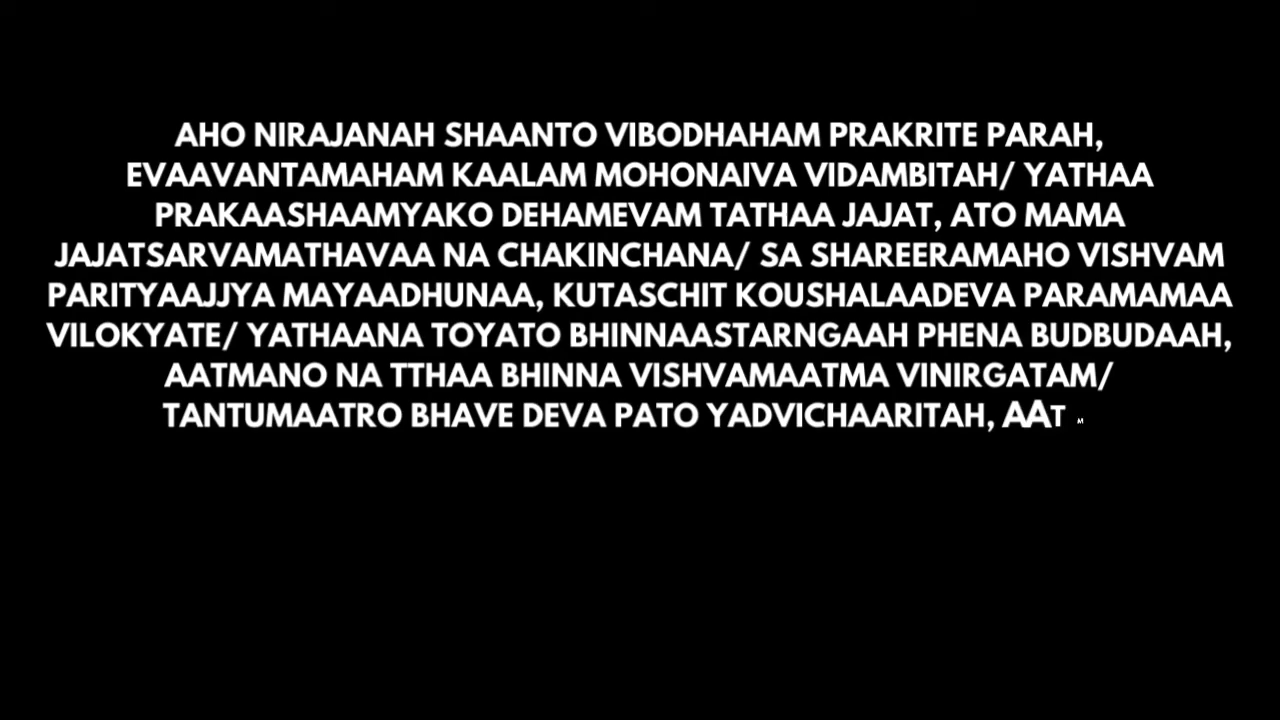 AHO NIRAJANAH SHAANTO VIBODHAHAM PRAKRITE PARAH,
EVAAVANTAMAHAM KAALAM MOHONAIVA VIDAMBITAH/ YATHAA
PRAKAASHAAMYAKO DEHAMEVAM TATHAA JAJAT, ATO MAMA
JAJATSARVAMATHAVAA NA CHAKINCHANA/ SA SHAREERAMAHO VISHVAM
PARITYAAJJYA MAYAADHUNAA, KUTASCHIT KOUSHALAADEVA PARAMAMAA
VILOKYATE/ YATHAANA TOYATO BHINNAASTARNGAAH PHENA BUDBUDAAH,
AATMANO NA TTHAA BHINNA VISHVAMAATMA VINIRGATAM/
TANTUMAATRO BHAVE DEVA PATO YADVICHAARITAH, AATM